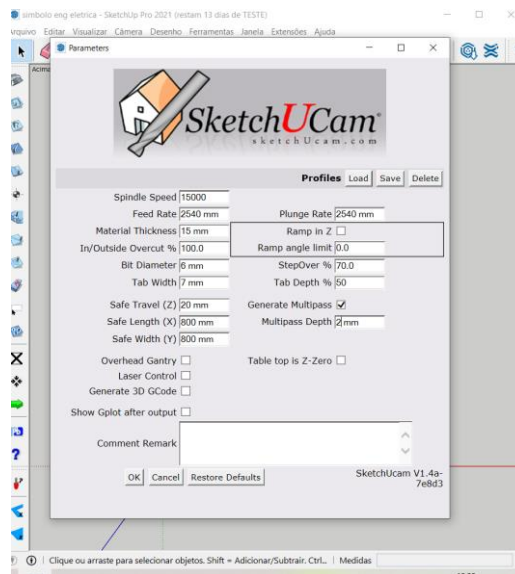 simbolo eng eletrica - SketchUp Pro 2021 (restam 13 dias de TESTE)
Arquivo Editar Visualizar Câmera Desenho Ferramentas Janela Extensões Ajuda
Parameters
Acima
SketchUCam
sketchUcam.com
Profiles Load Save Delete
Spindle Speed 15000
Feed Rate 2540 mm Plunge Rate 2540 mm
Material Thickness 15 mm Ramp in Z
In/Outside Overcut % 100.0 Ramp angle limit 0.0
Bit Diameter 6 mm StepOver % 70.0
Tab Width 7 mm Tab Depth % 50
Safe Travel (Z) 20 mm Generate Multipass
Safe Length (X) 800 mm Multipass Depth 2 mm
Safe Width (Y) 800 mm
Overhead Gantry Table top is Z-Zero
Laser Control
Generate 3D GCode
Show Gplot after output
Comment Remark
OK Cancel Restore Defaults SketchUcam V1.4a-
7e8d3
Clique ou arraste para selecionar objetos. Shift = Adicionar/Subtrair. Ctrl... Medidas